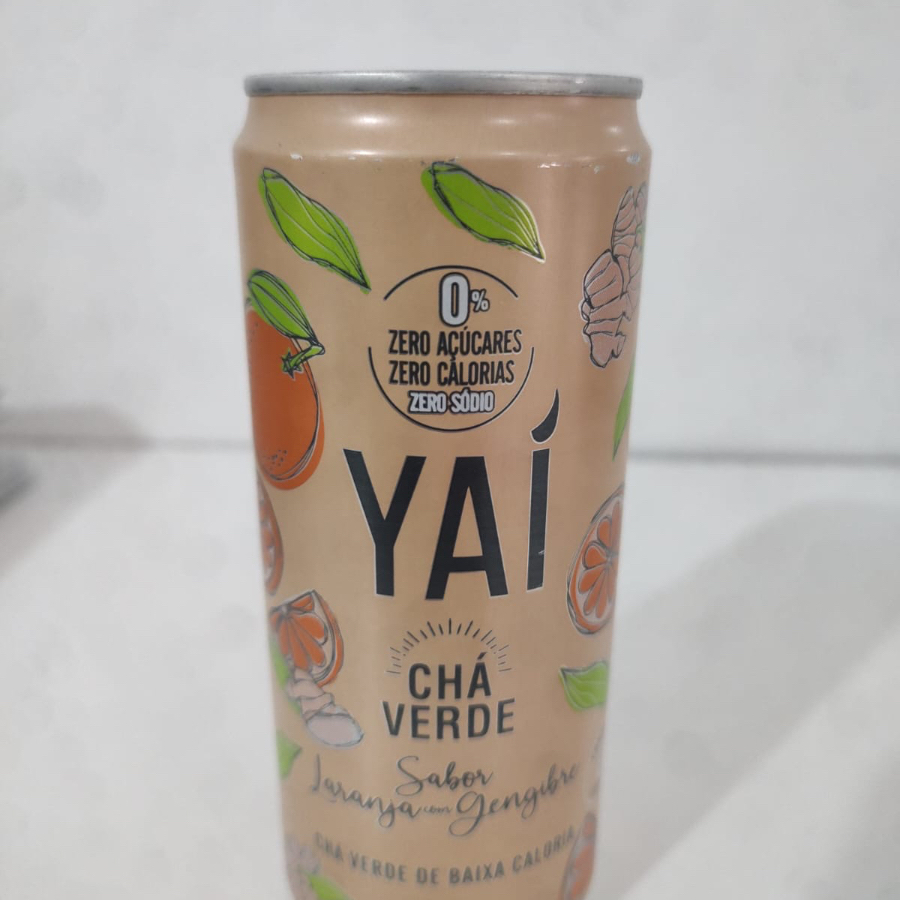 0%
ZERO AÇÚCARES
ZERO CALORIAS
ZERO SÓDIO
YAÍ
CHÁ
VERDE
Sabor
Laranja com Gengibre
CHÁ VERDE DE BAIXA CALORIA